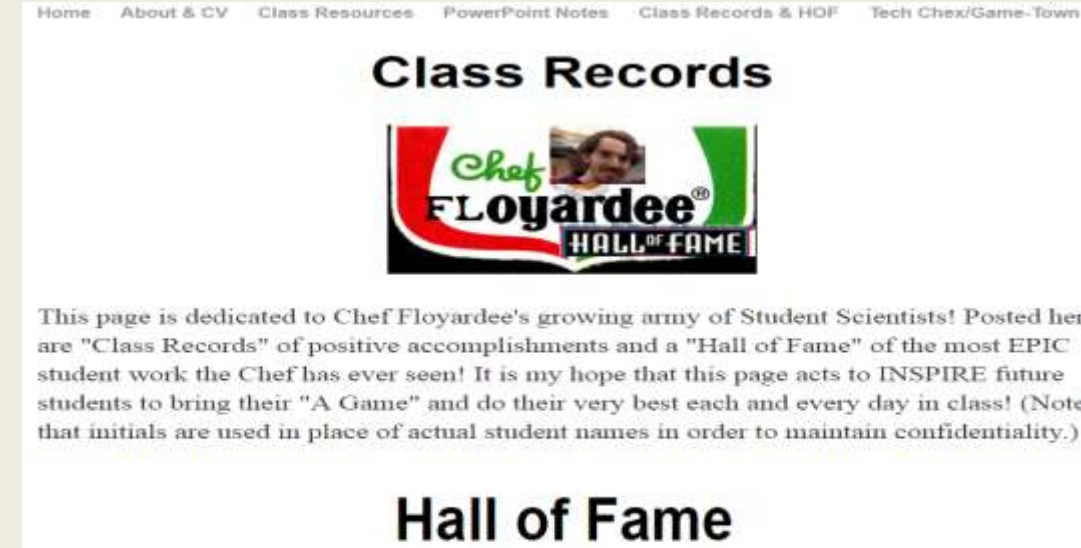 Home About & CV Class Resources PowerPoint Notes Class Records & HOF Tech Chex/Game-Town
Class Records
Chef
FLOyardee®
HALL OF FAME
This page is dedicated to Chef Floyardee's growing army of Student Scientists! Posted her
are "Class Records" of positive accomplishments and a "Hall of Fame" of the most EPIC
student work the Chef has ever seen! It is my hope that this page acts to INSPIRE future
students to bring their "A Game" and do their very best each and every day in class! (Note
that initials are used in place of actual student names in order to maintain confidentiality.)
Hall of Fame